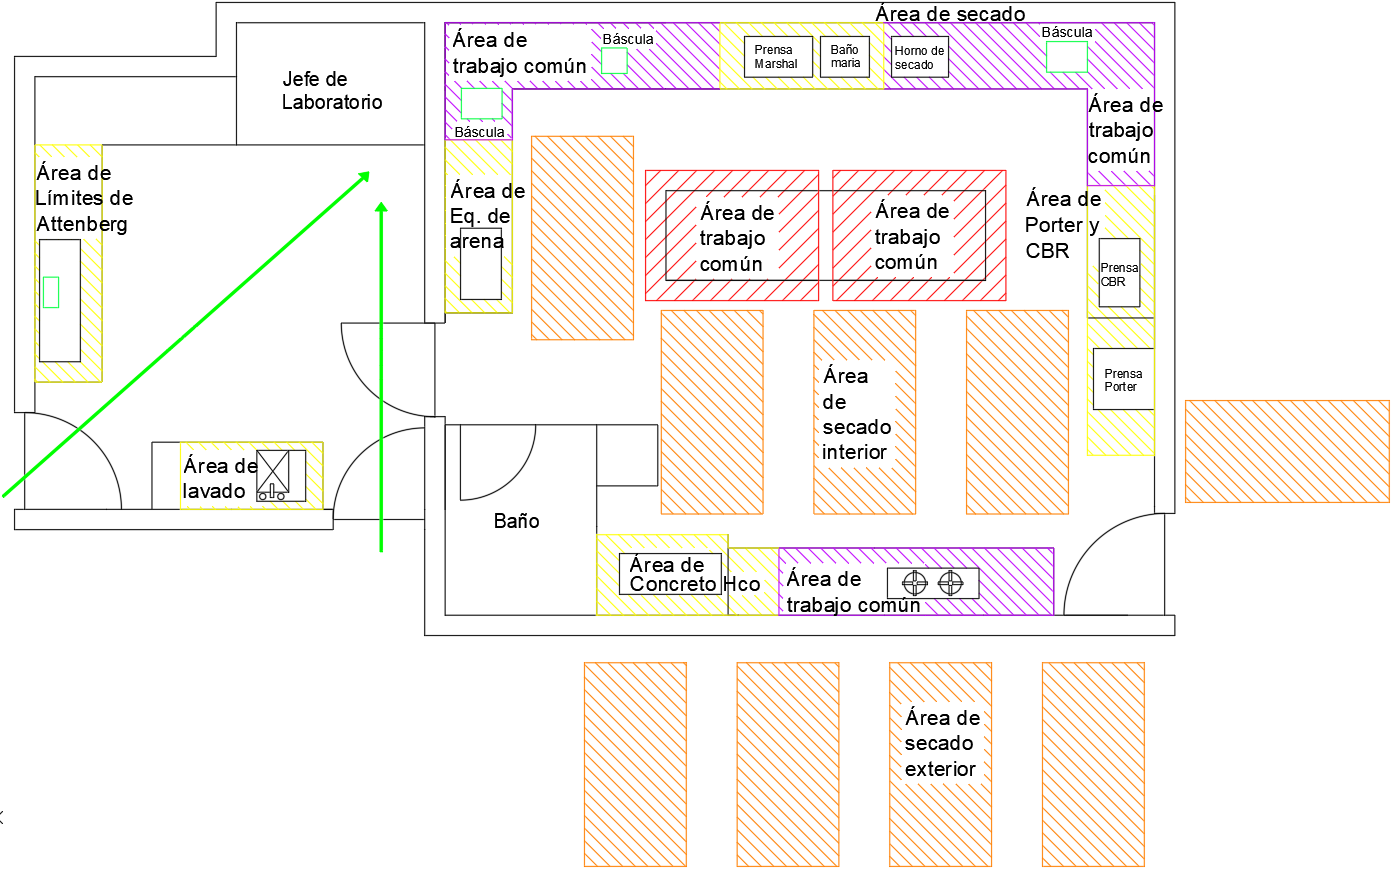 Área de secado
Área de
trabajo común
Báscula
Prensa
Marshal
Baño
maria
Horno de
secado
Báscula
Jefe de
Laboratorio
Báscula
Área de
trabajo
común
Área de
Límites de
Attenberg
Área de
Eq. de
arena
Área de
trabajo
común
Área de
trabajo
común
Área de
Porter y
CBR
Prensa
CBR
Prensa
Porter
Área
de
secado
interior
Área de
lavado
Baño
Área de
Concreto Hco
Área de
trabajo común
Área de
secado
exterior